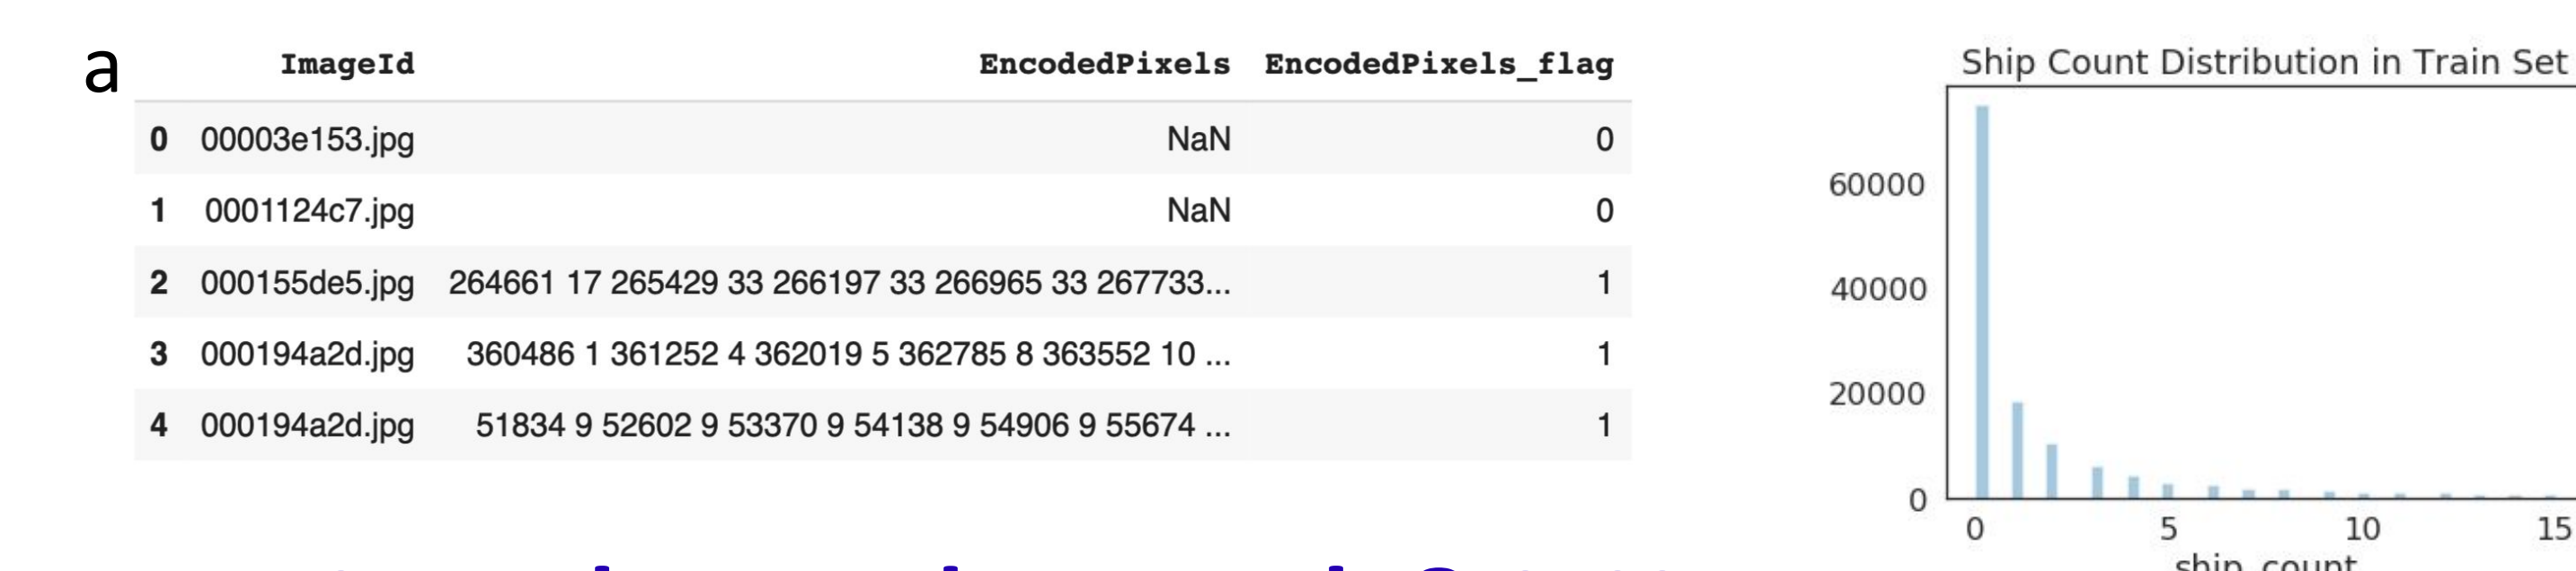 a
ImageId EncodedPixels EncodedPixels_flag
0 00003e153.jpg NaN 0
1 0001124c7.jpg NaN 0
2 000155de5.jpg 264661 17 265429 33 266197 33 266965 33 267733... 1
3 000194a2d.jpg 360486 1 361252 4 362019 5 362785 8 363552 10 ... 1
4 000194a2d.jpg 51834 9 52602 9 53370 9 54138 9 54906 9 55674 ... 1
Ship Count Distribution in Train Set
60000
40000
20000
0
0 5 10 15
ship_count